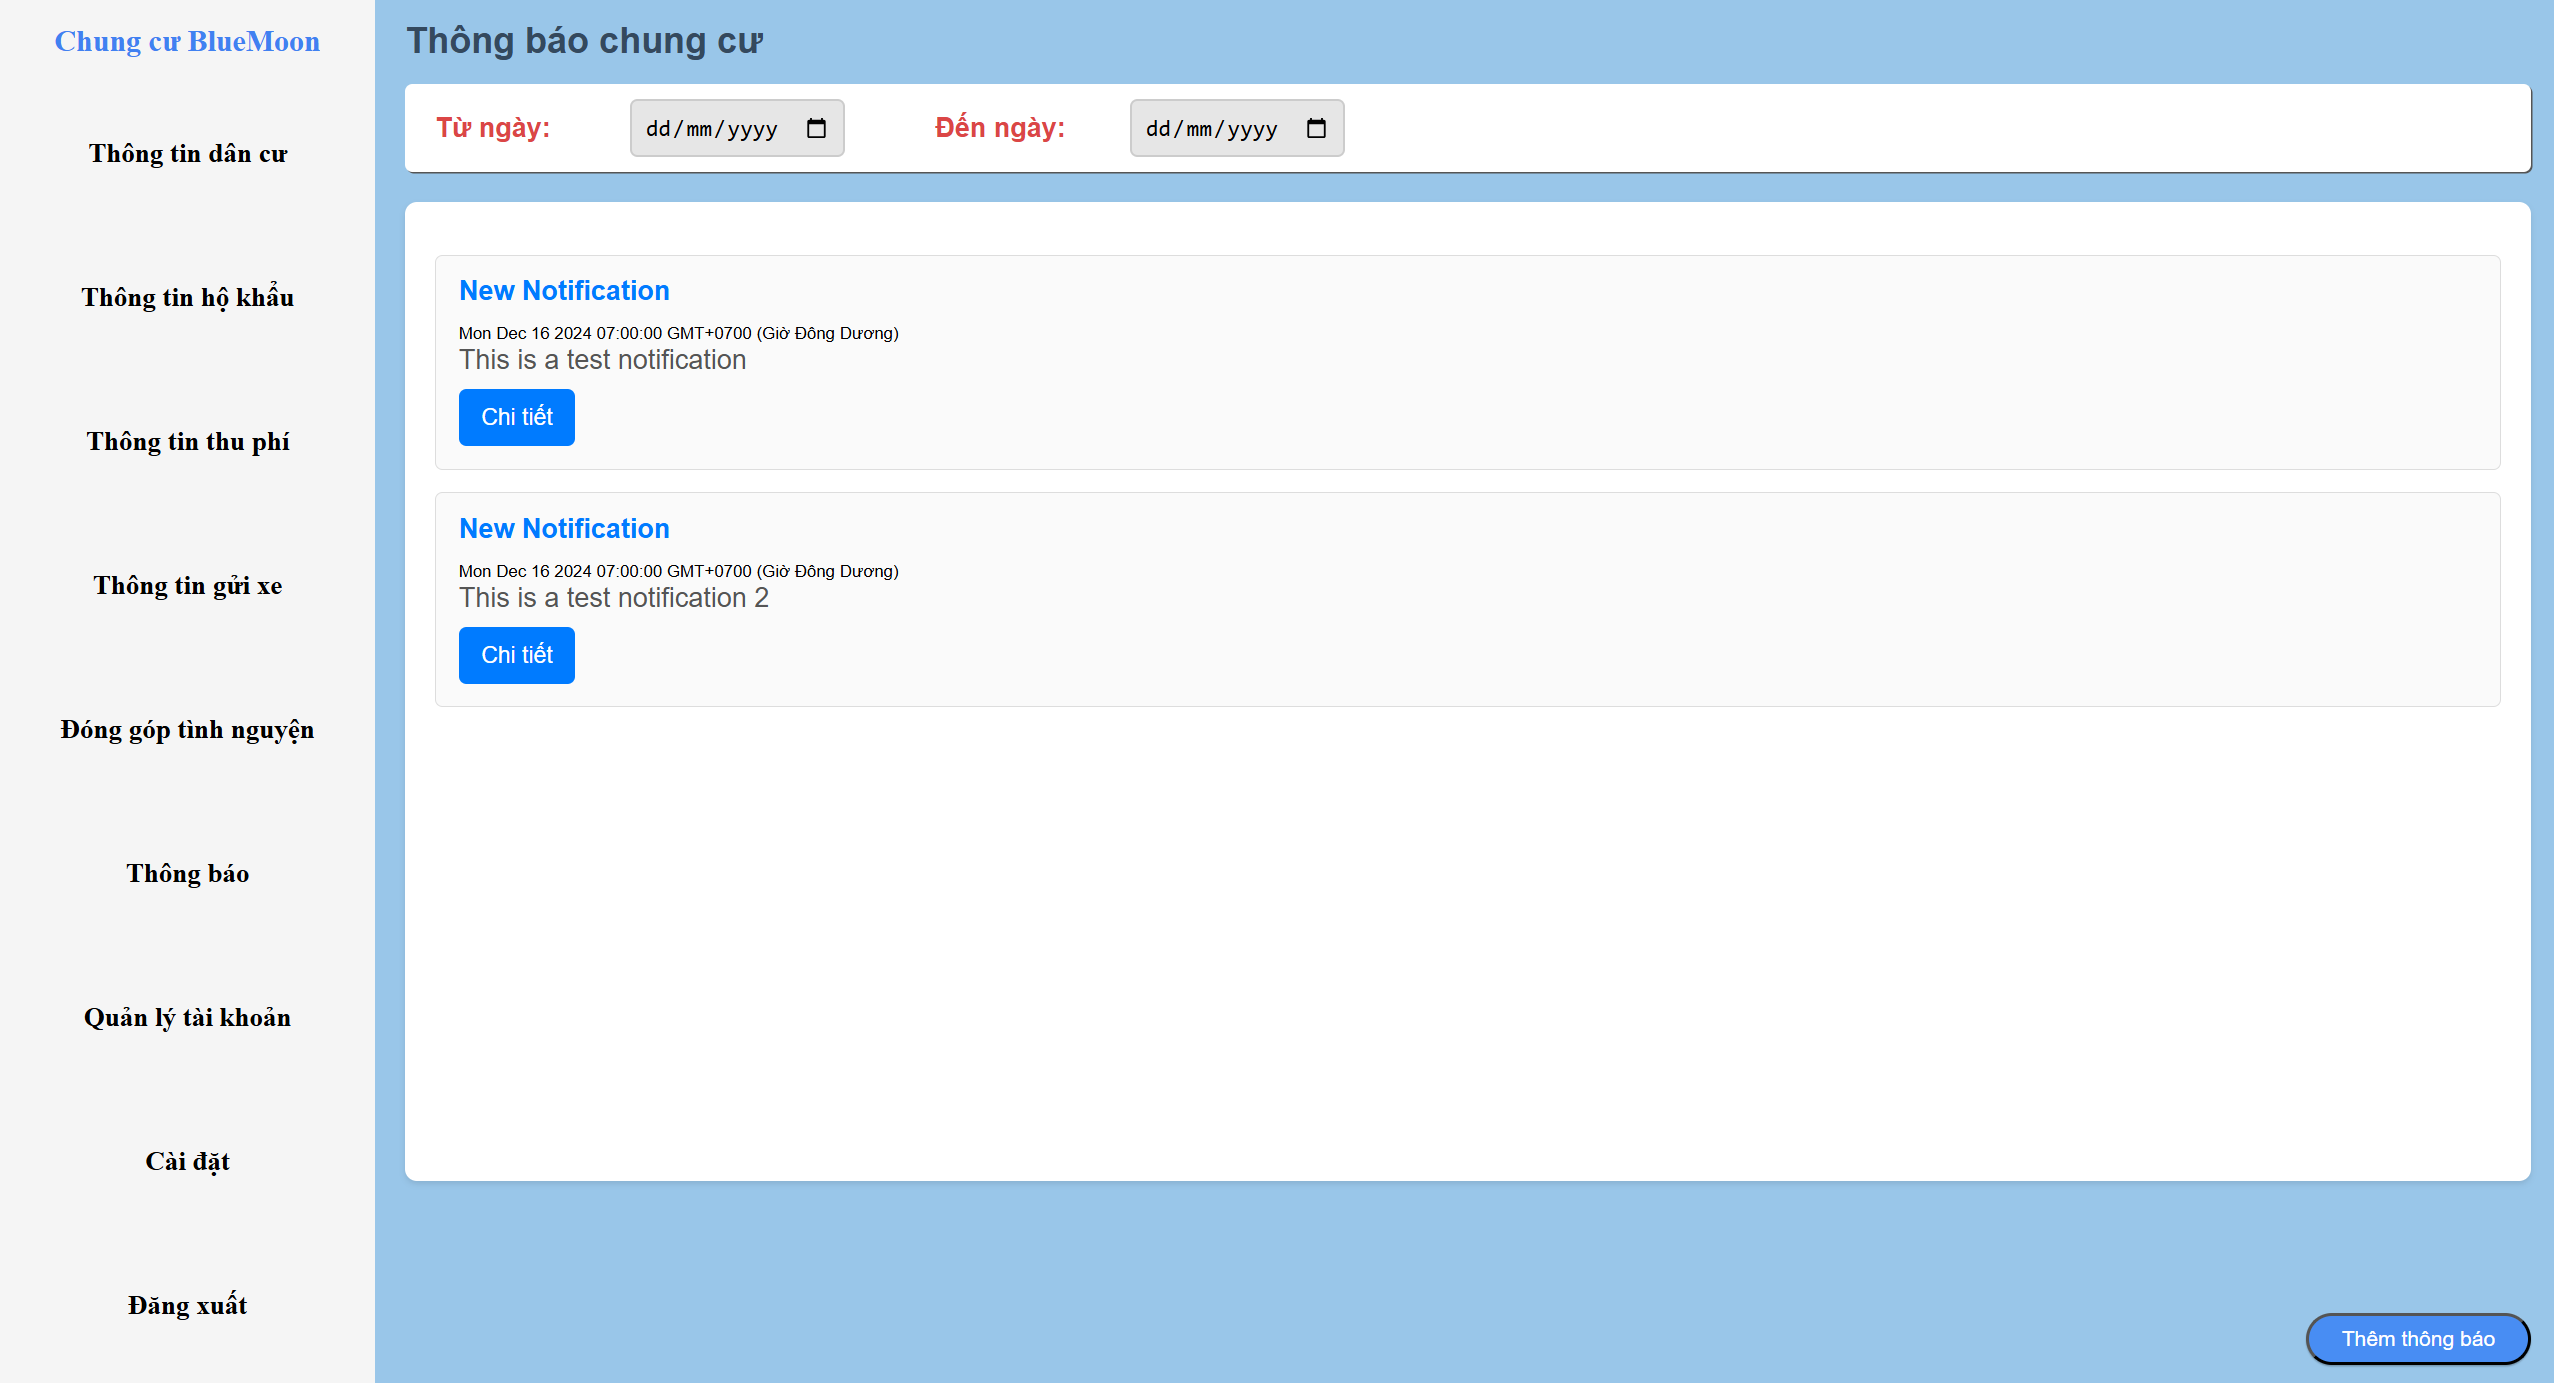 Chung cư BlueMoon
Thông tin dân cư
Thông tin hộ khẩu
Thông tin thu phí
Thông tin gửi xe
Đóng góp tình nguyện
Thông báo
Quản lý tài khoản
Cài đặt
Đăng xuất
Thông báo chung cư
Từ ngày: dd/mm/yyyy Đến ngày: dd/mm/yyyy
New Notification
Mon Dec 16 2024 07:00:00 GMT+0700 (Giờ Đông Dương)
This is a test notification
Chi tiết
New Notification
Mon Dec 16 2024 07:00:00 GMT+0700 (Giờ Đông Dương)
This is a test notification 2
Chi tiết
Thêm thông báo